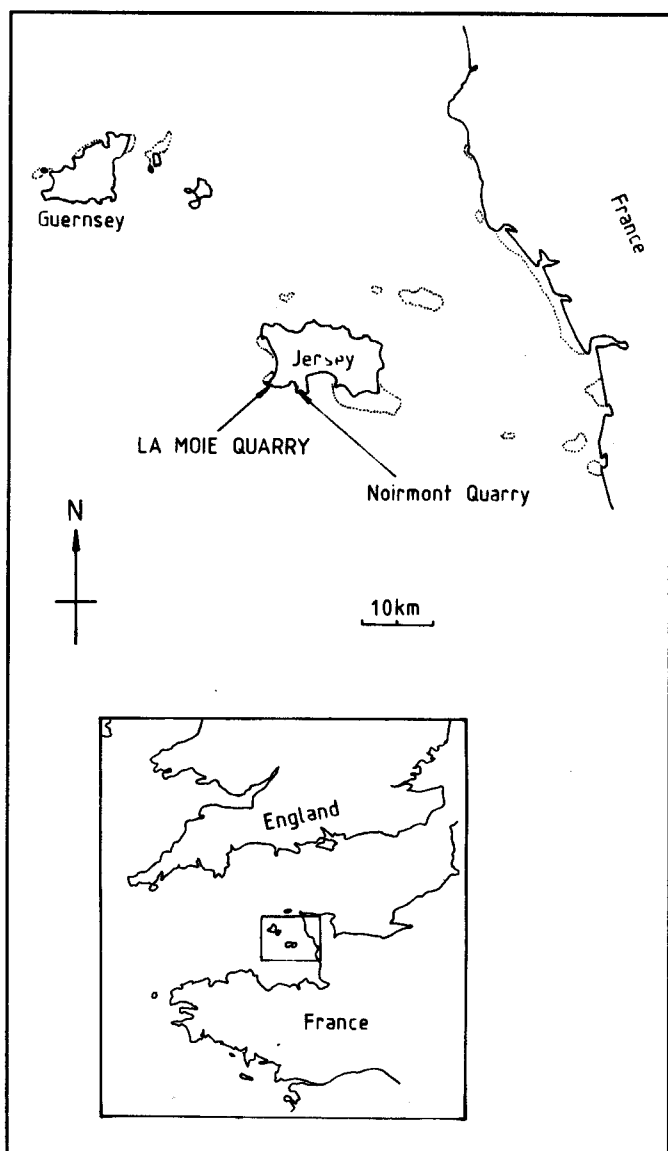 Guernsey
France
Jersey
LA MOIE QUARRY
Noirmont Quarry
N
10km
England
France